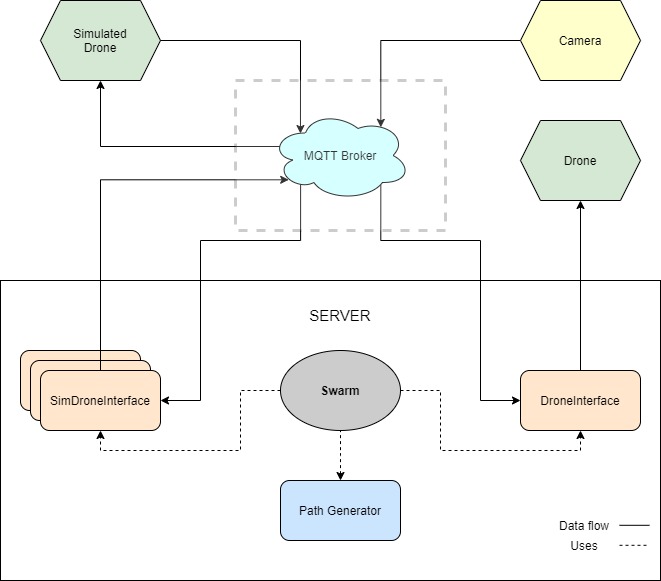 Simulated
Drone
Camera
MQTT Broker
Drone
SERVER
SimDroneInterface
Swarm
DroneInterface
Path Generator
Data flow
Uses